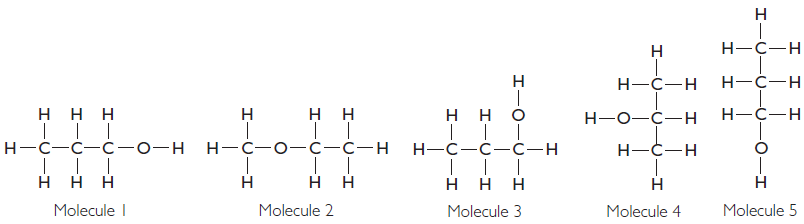 H H H
H–C–C–C–O–H
H H H
Molecule 1
H H H
H–C–O–C–C–H
H H H
Molecule 2
H
H H O
H–C–C–C–H
H H H
Molecule 3
H
H–C–H
H–O–C–H
H–C–H
H
Molecule 4
H
H–C–H
H–C–H
H–C–H
O
H
Molecule 5